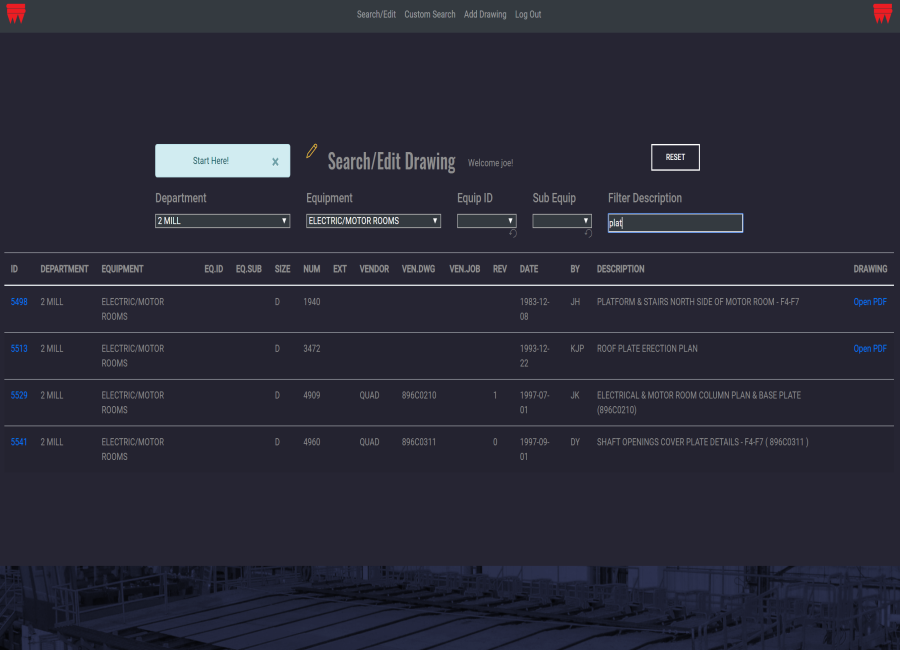 Search/Edit Custom Search Add Drawing Log Out
Start Here! x Search/Edit Drawing Welcome joe! RESET
Department Equipment Equip ID Sub Equip Filter Description
2 MILL ELECTRIC/MOTOR ROOMS plat
ID DEPARTMENT EQUIPMENT EQ.ID EQ.SUB SIZE NUM EXT VENDOR VEN.DWG VEN.JOB REV DATE BY DESCRIPTION DRAWING
5498 2 MILL ELECTRIC/MOTOR D 1940 1983-12- JH PLATFORM & STAIRS NORTH SIDE OF MOTOR ROOM - F4-F7 Open PDF
ROOMS 08
5513 2 MILL ELECTRIC/MOTOR D 3472 1993-12- KJP ROOF PLATE ERECTION PLAN Open PDF
ROOMS 22
5529 2 MILL ELECTRIC/MOTOR D 4909 QUAD 896C0210 1 1997-07- JK ELECTRICAL & MOTOR ROOM COLUMN PLAN & BASE PLATE
ROOMS 01 (896C0210)
5541 2 MILL ELECTRIC/MOTOR D 4960 QUAD 896C0311 0 1997-09- DY SHAFT OPENINGS COVER PLATE DETAILS - F4-F7 ( 896C0311 )
ROOMS 01